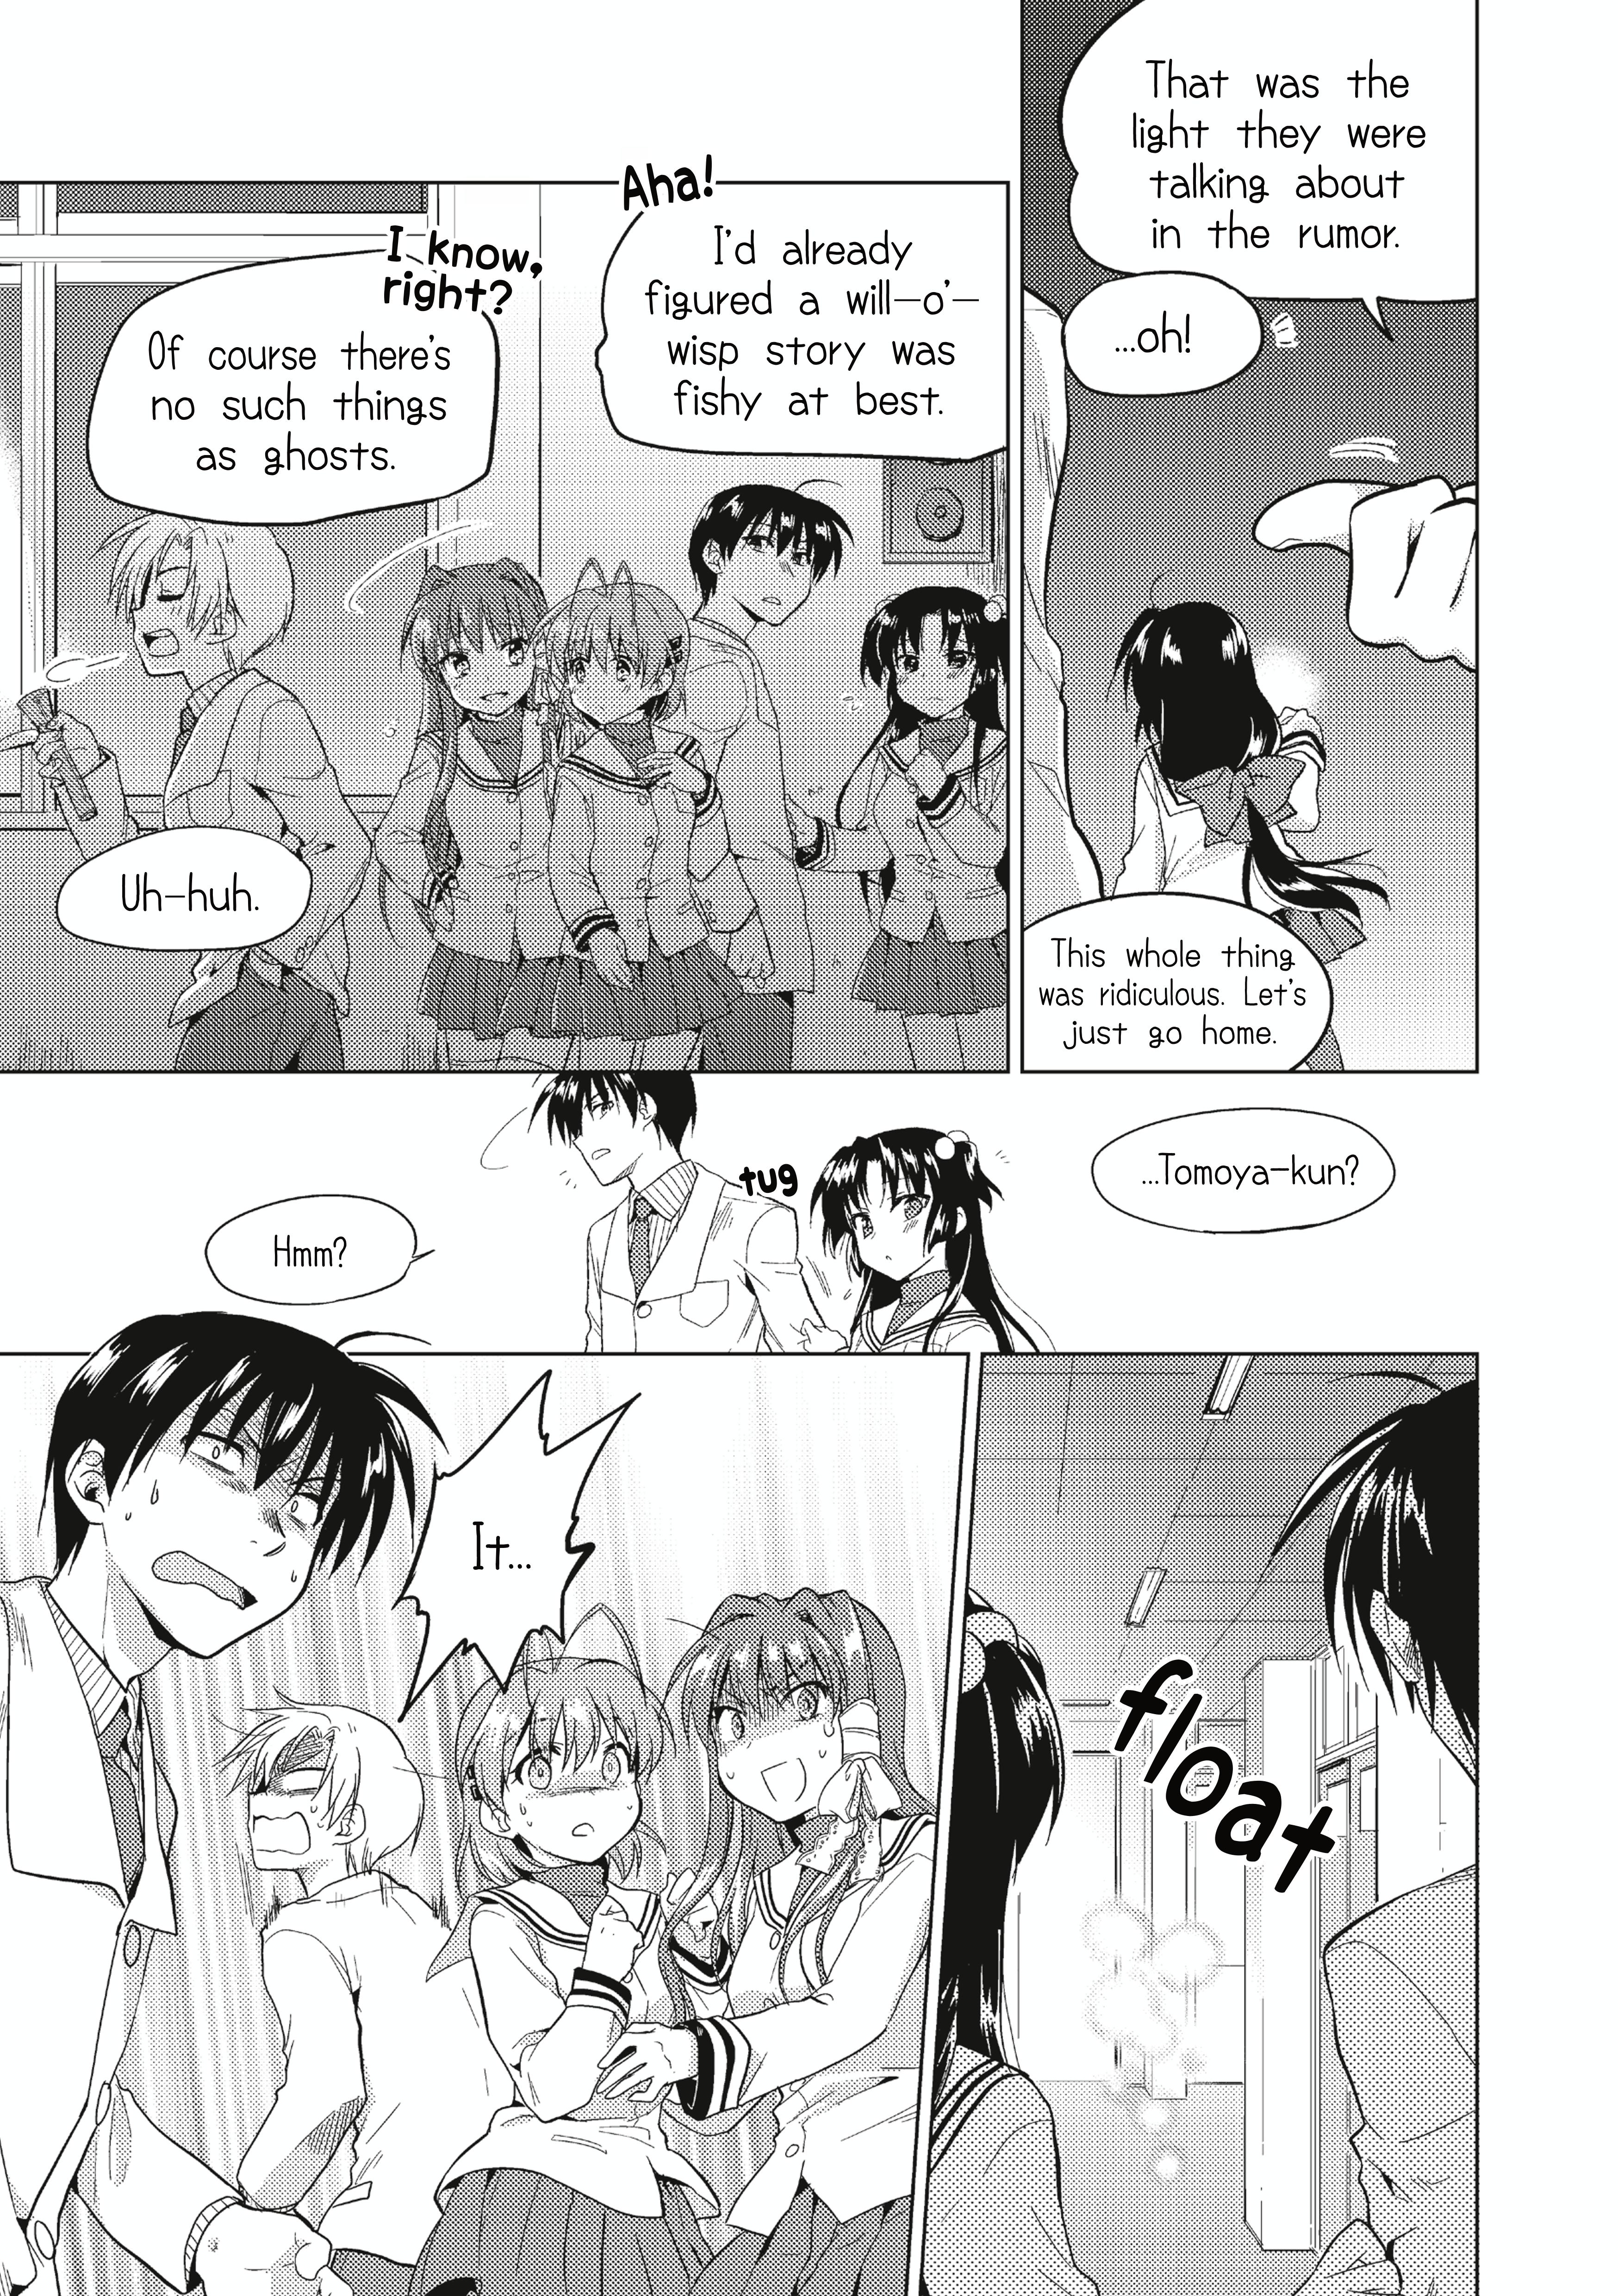 That was the
light they were
talking about
in the rumor.
...oh!
This whole thing
was ridiculous. Let's
just go home.
Aha!
I'd already
figured a will-o'-
wisp story was
fishy at best.
I know,
right?
Of course there's
no such things
as ghosts.
Uh-huh.
...Tomoya-kun?
tug
Hmm?
float
It...